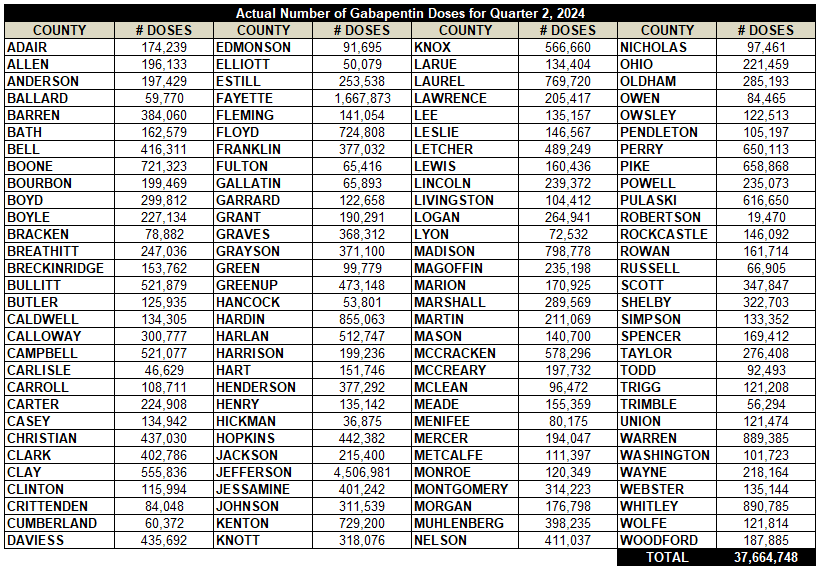 Actual Number of Gabapentin Doses for Quarter 2, 2024
COUNTY # DOSES COUNTY # DOSES COUNTY # DOSES COUNTY # DOSES
ADAIR 174,239 EDMONSON 91,695 KNOX 566,660 NICHOLAS 97,461
ALLEN 196,133 ELLIOTT 50,079 LARUE 134,404 OHIO 221,459
ANDERSON 197,429 ESTILL 253,538 LAUREL 769,720 OLDHAM 285,193
BALLARD 59,770 FAYETTE 1,667,873 LAWRENCE 205,417 OWEN 84,465
BARREN 384,060 FLEMING 141,054 LEE 135,157 OWSLEY 122,513
BATH 162,579 FLOYD 724,808 LESLIE 146,567 PENDLETON 105,197
BELL 416,311 FRANKLIN 377,032 LETCHER 489,249 PERRY 650,113
BOONE 721,323 FULTON 65,416 LEWIS 160,436 PIKE 658,868
BOURBON 199,469 GALLATIN 65,893 LINCOLN 239,372 POWELL 235,073
BOYD 299,812 GARRARD 122,658 LIVINGSTON 104,412 PULASKI 616,650
BOYLE 227,134 GRANT 190,291 LOGAN 264,941 ROBERTSON 19,470
BRACKEN 78,882 GRAVES 368,312 LYON 72,532 ROCKCASTLE 146,092
BREATHITT 247,036 GRAYSON 371,100 MADISON 798,778 ROWAN 161,714
BRECKINRIDGE 153,762 GREEN 99,779 MAGOFFIN 235,198 RUSSELL 66,905
BULLITT 521,879 GREENUP 473,148 MARION 170,925 SCOTT 347,847
BUTLER 125,935 HANCOCK 53,801 MARSHALL 289,569 SHELBY 322,703
CALDWELL 134,305 HARDIN 855,063 MARTIN 211,069 SIMPSON 133,352
CALLOWAY 300,777 HARLAN 512,747 MASON 140,700 SPENCER 169,412
CAMPBELL 521,077 HARRISON 199,236 MCCRACKEN 578,296 TAYLOR 276,408
CARLISLE 46,629 HART 151,746 MCCREARY 197,732 TODD 92,493
CARROLL 108,711 HENDERSON 377,292 MCLEAN 96,472 TRIGG 121,208
CARTER 224,908 HENRY 135,142 MEADE 155,359 TRIMBLE 56,294
CASEY 134,942 HICKMAN 36,875 MENIFEE 80,175 UNION 121,474
CHRISTIAN 437,030 HOPKINS 442,382 MERCER 194,047 WARREN 889,385
CLARK 402,786 JACKSON 215,400 METCALFE 111,397 WASHINGTON 101,723
CLAY 555,836 JEFFERSON 4,506,981 MONROE 120,349 WAYNE 218,164
CLINTON 115,994 JESSAMINE 401,242 MONTGOMERY 314,223 WEBSTER 135,144
CRITTENDEN 84,048 JOHNSON 311,539 MORGAN 176,798 WHITLEY 890,785
CUMBERLAND 60,372 KENTON 729,200 MUHLENBERG 398,235 WOLFE 121,814
DAVIESS 435,692 KNOTT 318,076 NELSON 411,037 WOODFORD 187,885
TOTAL 37,664,748